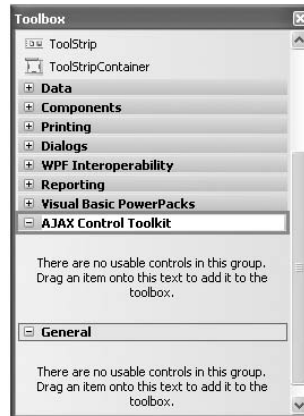 Toolbox
ToolStrip
ToolStripContainer
Data
Components
Printing
Dialogs
WPF Interoperability
Reporting
Visual Basic PowerPacks
AJAX Control Toolkit
There are no usable controls in this group.
Drag an item onto this text to add it to the
toolbox.
General
There are no usable controls in this group.
Drag an item onto this text to add it to the
toolbox.